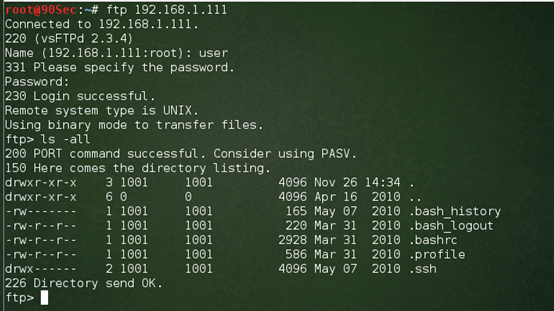 root@90Sec:~# ftp 192.168.1.111
Connected to 192.168.1.111.
220 (vsFTPd 2.3.4)
Name (192.168.1.111:root): user
331 Please specify the password.
Password:
230 Login successful.
Remote system type is UNIX.
Using binary mode to transfer files.
ftp> ls -all
200 PORT command successful. Consider using PASV.
150 Here comes the directory listing.
drwxr-xr-x    3 1001     1001         4096 Nov 26 14:34 .
drwxr-xr-x    6 0        0            4096 Apr 16  2010 ..
-rw-------    1 1001     1001          165 May 07  2010 .bash_history
-rw-r--r--    1 1001     1001          220 Mar 31  2010 .bash_logout
-rw-r--r--    1 1001     1001         2928 Mar 31  2010 .bashrc
-rw-r--r--    1 1001     1001          586 Mar 31  2010 .profile
drwx------    2 1001     1001         4096 May 07  2010 .ssh
226 Directory send OK.
ftp>